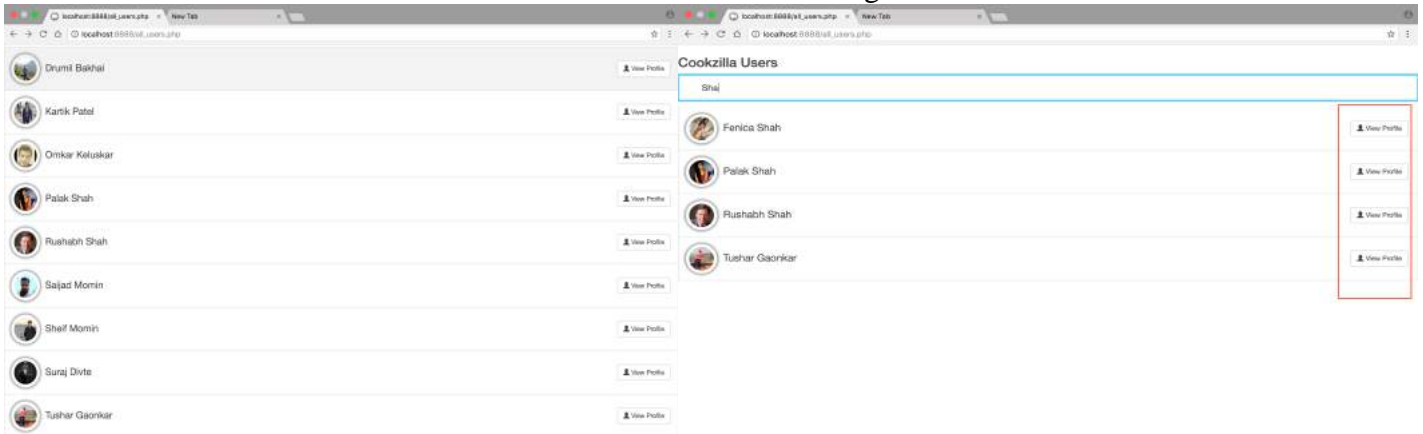 localhost:8888/all_users.php
New Tab
localhost:8888/all_users.php
Drumil Bakhai
View Profile
Kartik Patel
View Profile
Omkar Keluskar
View Profile
Palak Shah
View Profile
Rushabh Shah
View Profile
Saijad Momin
View Profile
Sheif Momin
View Profile
Suraj Divte
View Profile
Tushar Gaonkar
View Profile
localhost:8888/all_users.php
New Tab
localhost:8888/all_users.php
Cookzilla Users
Sha
Fenica Shah
View Profile
Palak Shah
View Profile
Rushabh Shah
View Profile
Tushar Gaonkar
View Profile